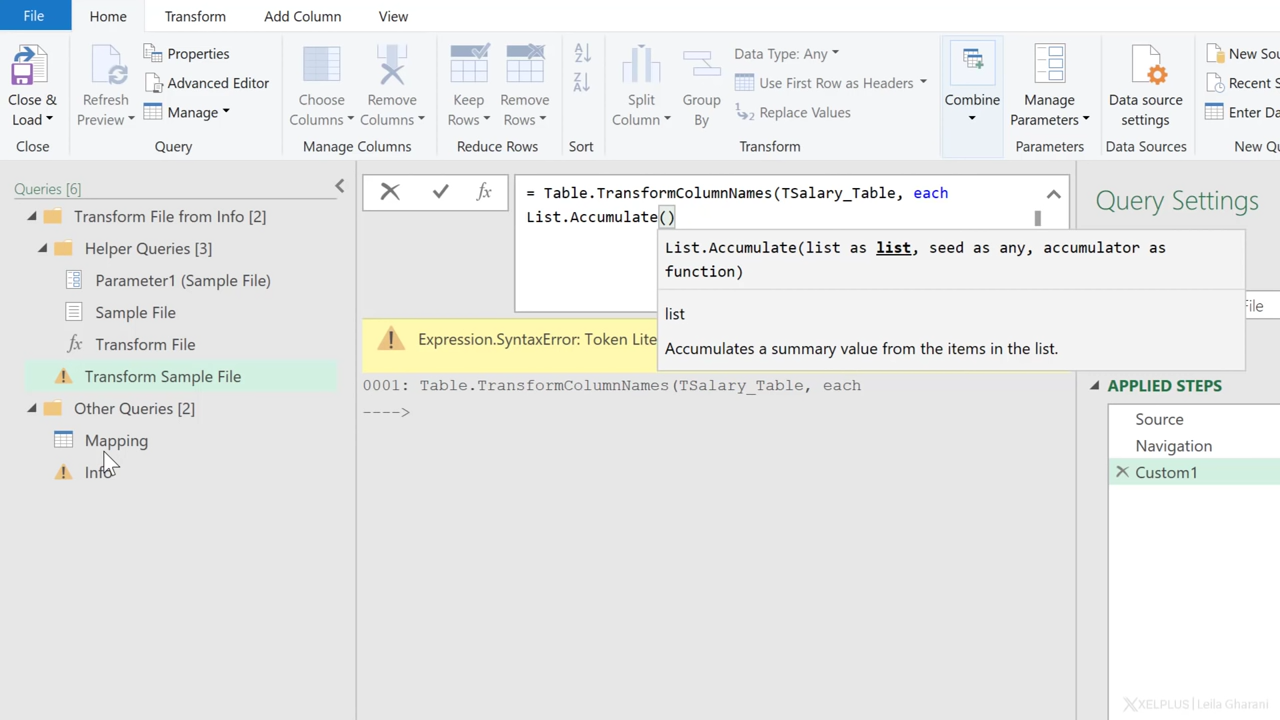 File Home Transform Add Column View
Close & Load
Close
Refresh Preview
Properties
Advanced Editor
Manage
Query
Choose Columns
Remove Columns
Manage Columns
Keep Rows
Remove Rows
Reduce Rows
Sort
Split Column
Group By
Data Type: Any
Use First Row as Headers
Replace Values
Transform
Combine
Manage Parameters
Parameters
Data source settings
Data Sources
New Sou
Recent S
Enter Da
New Qu
Queries [6]
Transform File from Info [2]
Helper Queries [3]
Parameter1 (Sample File)
Sample File
fx Transform File
Transform Sample File
Other Queries [2]
Mapping
Info
fx
= Table.TransformColumnNames(TSalary_Table, each
List.Accumulate()
List.Accumulate(list as list, seed as any, accumulator as
function)
list
Accumulates a summary value from the items in the list.
Expression.SyntaxError: Token Lite
0001: Table.TransformColumnNames(TSalary_Table, each
---->
Query Settings
File
APPLIED STEPS
Source
Navigation
Custom1
XELPLUS | Leila Gharani